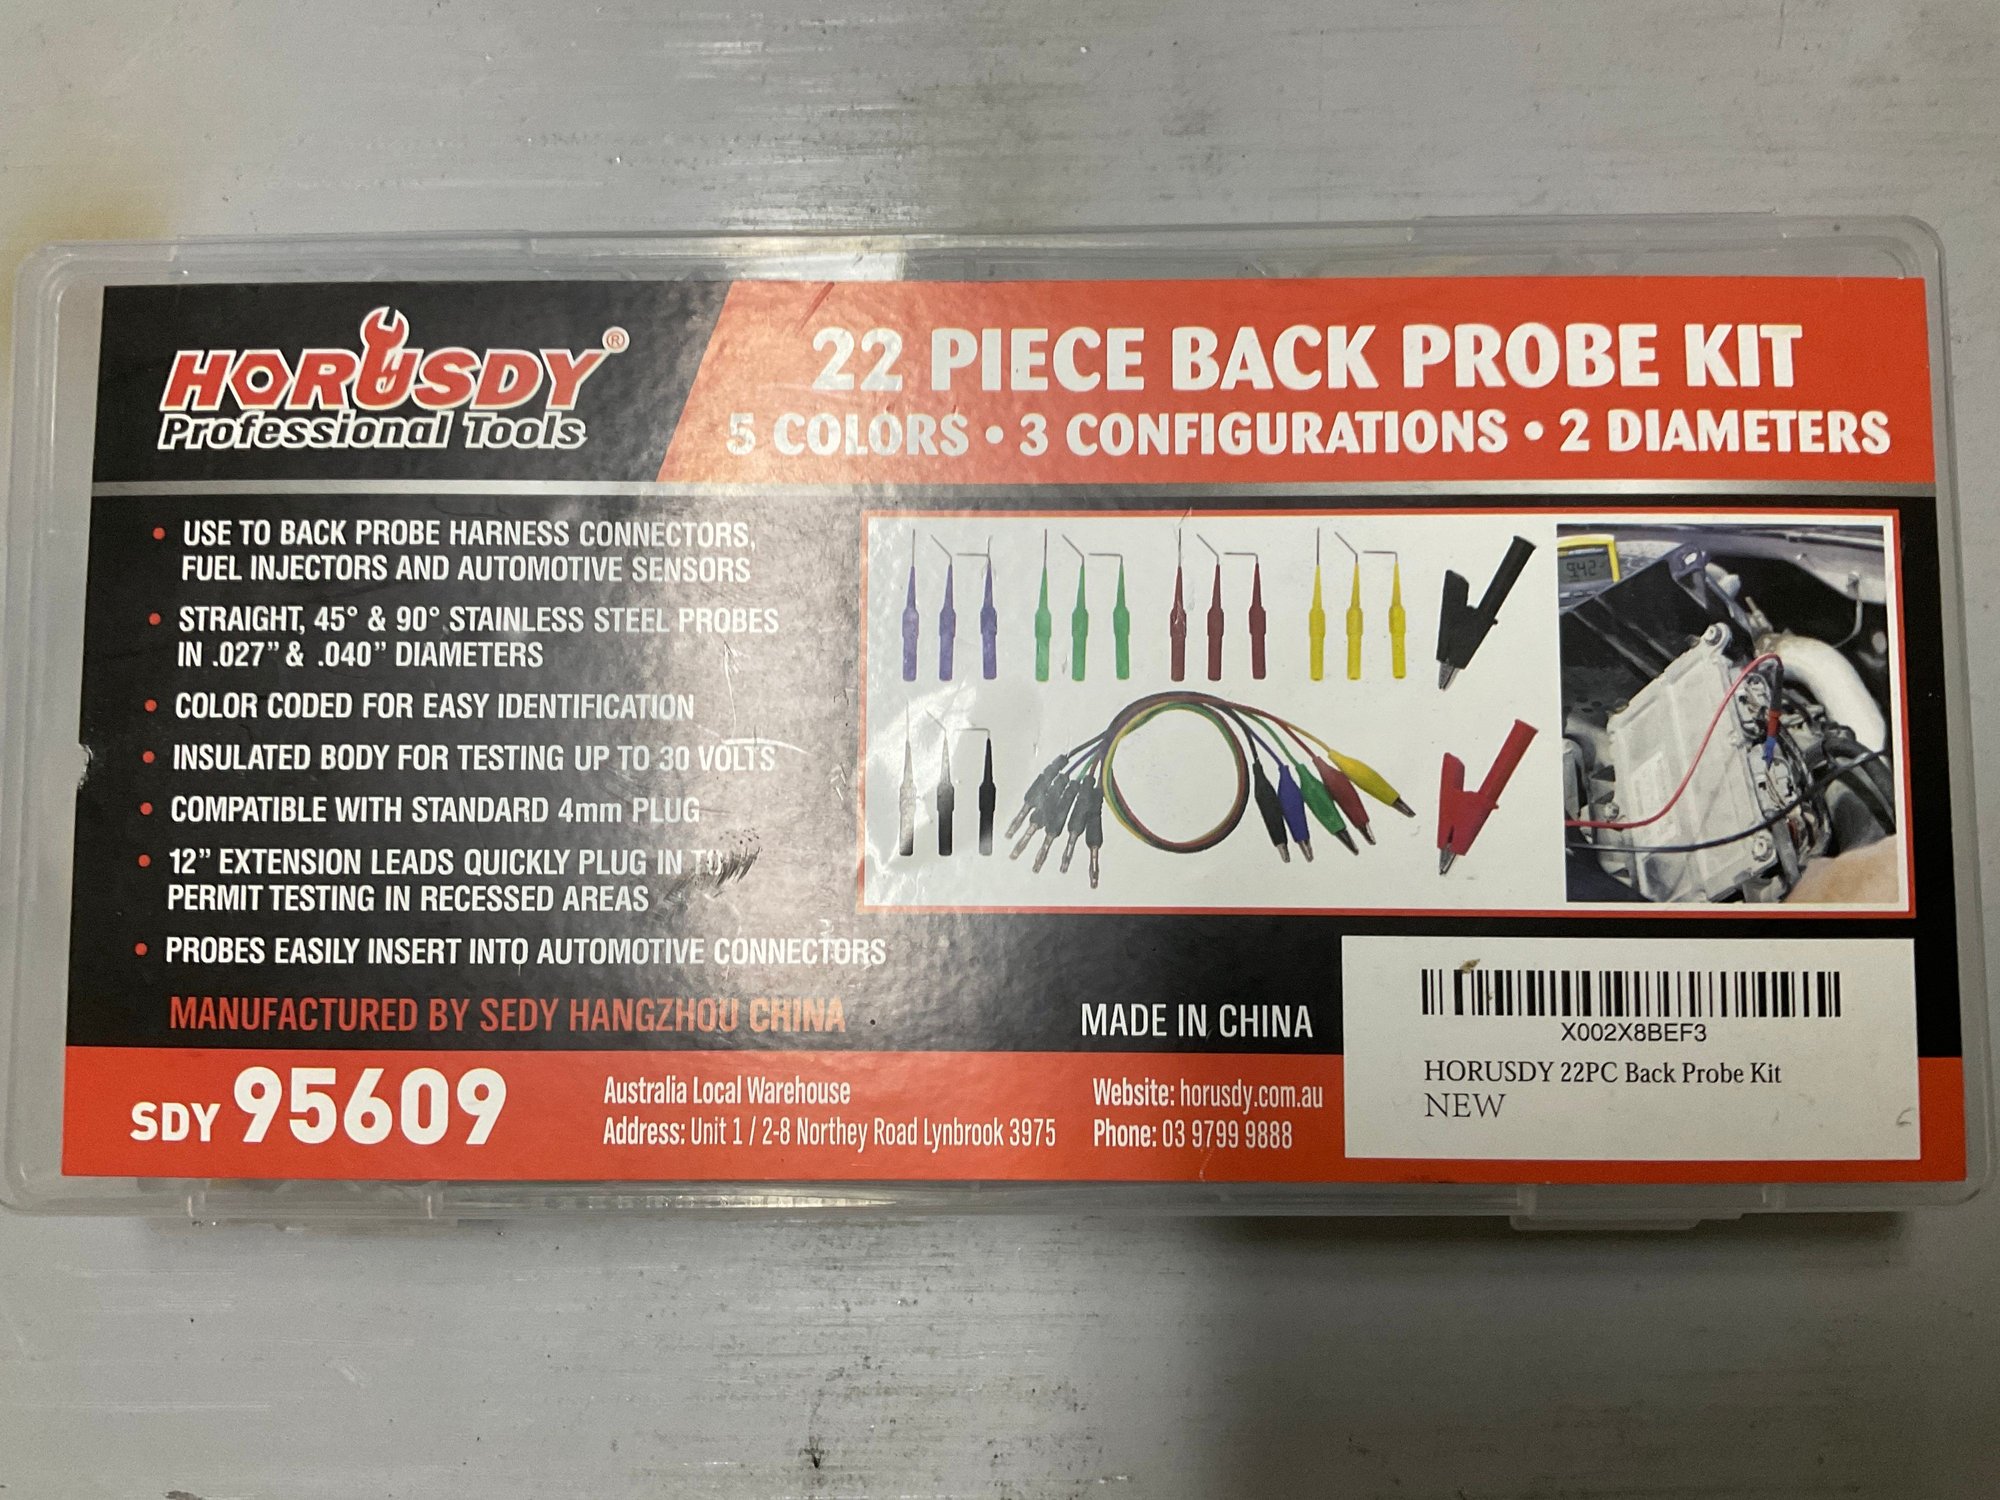 HORUSDY®
Professional Tools
22 PIECE BACK PROBE KIT
5 COLORS • 3 CONFIGURATIONS • 2 DIAMETERS
• USE TO BACK PROBE HARNESS CONNECTORS,
FUEL INJECTORS AND AUTOMOTIVE SENSORS
• STRAIGHT, 45° & 90° STAINLESS STEEL PROBES
IN .027” & .040” DIAMETERS
• COLOR CODED FOR EASY IDENTIFICATION
• INSULATED BODY FOR TESTING UP TO 30 VOLTS
• COMPATIBLE WITH STANDARD 4mm PLUG
• 12” EXTENSION LEADS QUICKLY PLUG IN TO
PERMIT TESTING IN RECESSED AREAS
• PROBES EASILY INSERT INTO AUTOMOTIVE CONNECTORS
MANUFACTURED BY SEDY HANGZHOU CHINA
MADE IN CHINA
SDY 95609
Australia Local Warehouse
Address: Unit 1 / 2-8 Northey Road Lynbrook 3975
Website: horusdy.com.au
Phone: 03 9799 9888
X002X8BEF3
HORUSDY 22PC Back Probe Kit
NEW